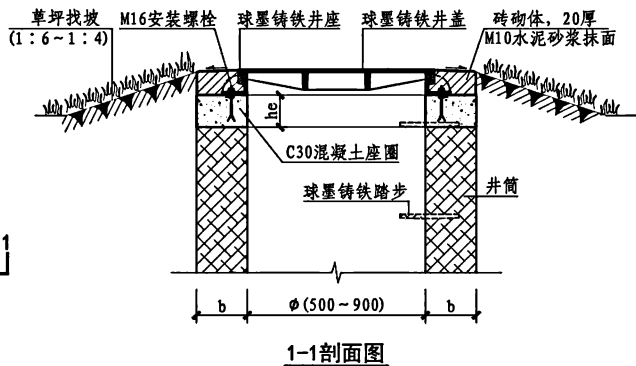 草坪找坡
(1：6～1：4)
M16安装螺栓
球墨铸铁井座
球墨铸铁井盖
砖砌体，20厚
M10水泥砂浆抹面
he
C30混凝土座圈
球墨铸铁踏步
井筒
1
b
ø(500～900)
b
1-1剖面图